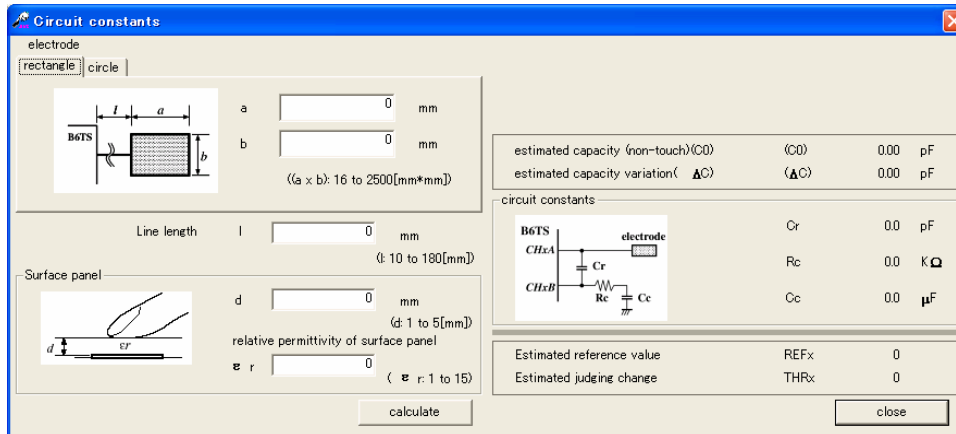 Circuit constants
electrode
rectangle circle
l a
B6TS
b
a 0 mm
b 0 mm
((a x b): 16 to 2500[mm*mm])
Line length l 0 mm
(l: 10 to 180[mm])
Surface panel
d εr
d 0 mm
(d: 1 to 5[mm])
relative permittivity of surface panel
ε r 0
( ε r: 1 to 15)
calculate
estimated capacity (non-touch)(C0) (C0) 0.00 pF
estimated capacity variation( ΔC) (ΔC) 0.00 pF
circuit constants
B6TS electrode
CHxA
Cr
CHxB
Rc Cc
Cr 0.0 pF
Rc 0.0 KΩ
Cc 0.0 μF
Estimated reference value REFx 0
Estimated judging change THRx 0
close